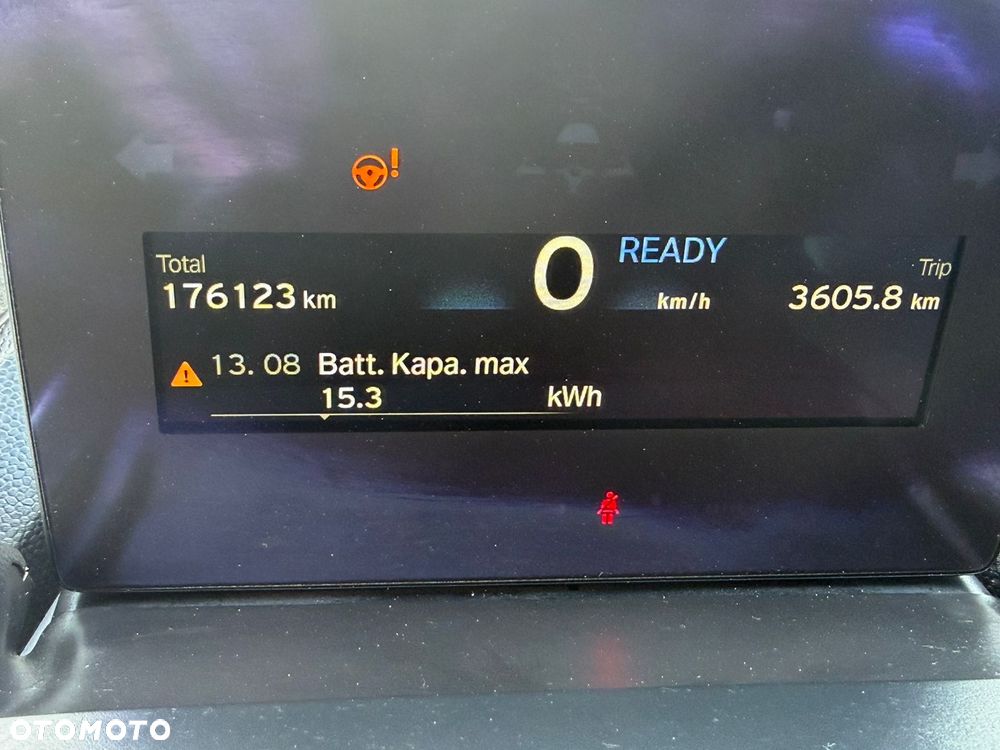 Total
176123 km
0
READY
km/h
Trip
3605.8 km
13. 08 Batt. Kapa. max
15.3 kWh
OTOMOTO